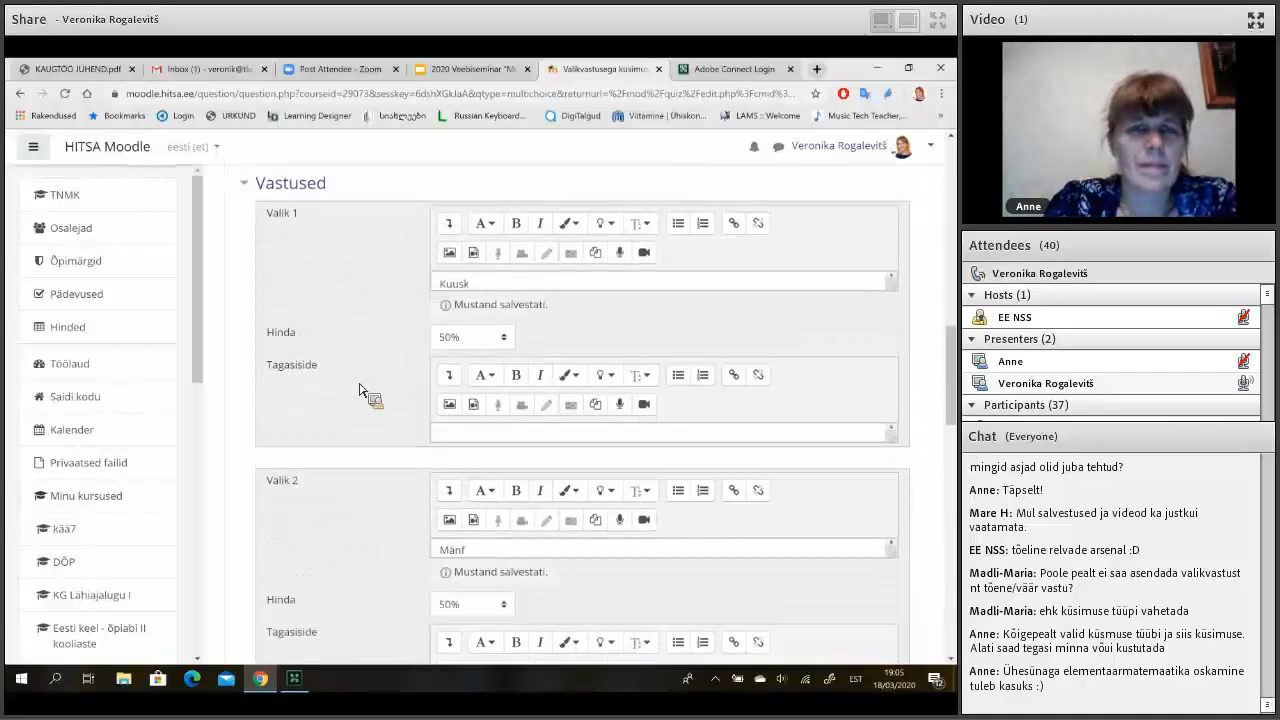 Share - Veronika Rogalevitš
Video (1)
KAUGTÖÖ JUHEND.pdf
Inbox (1) - veronik@tlu
Post Attendee - Zoom
2020 Veebiseminar "M
Valikvastusega küsimus
Adobe Connect Login
moodle.hitsa.ee/question/question.php?courseid=29073&sesskey=6dshXGkJaA&qtype=multichoice&returnurl=%2Fmod%2Fquiz%2Fedit.php%3Fcmid%3...
Rakendused
Bookmarks
Login
URKUND
Learning Designer
სიახლეები
Russian Keyboard...
DigiTalgud
Viitamine | Ühiskon...
LAMS :: Welcome
Music Tech Teacher,...
HITSA Moodle
eesti (et)
Veronika Rogalevitš
TNMK
Osalejad
Õpimärgid
Pädevused
Hinded
Töölaud
Saidi kodu
Kalender
Privaatsed failid
Minu kursused
kää7
DÕP
KG Lähiajalugu I
Eesti keel - õpiabi II
kooliaste
Vastused
Valik 1
Kuusk
Mustand salvestati.
Hinda
50%
Tagasiside
Valik 2
Mänf
Mustand salvestati.
Hinda
50%
Tagasiside
EST
19:05
18/03/2020
12
Anne
Attendees (40)
Veronika Rogalevitš
Hosts (1)
EE NSS
Presenters (2)
Anne
Veronika Rogalevitš
Participants (37)
Chat (Everyone)
mingid asjad olid juba tehtud?
Anne: Täpselt!
Mare H: Mul salvestused ja videod ka justkui
vaatamata.
EE NSS: tõeline relvade arsenal :D
Madli-Maria: Poole pealt ei saa asendada valikvastust
nt tõene/väär vastu?
Madli-Maria: ehk küsimuse tüüpi vahetada
Anne: Kõigepealt valid küsimuse tüübi ja siis küsimuse.
Alati saad tegasi minna võui kustutada
Anne: Ühesünaga elementaarmatemaatika oskamine
tuleb kasuks :)